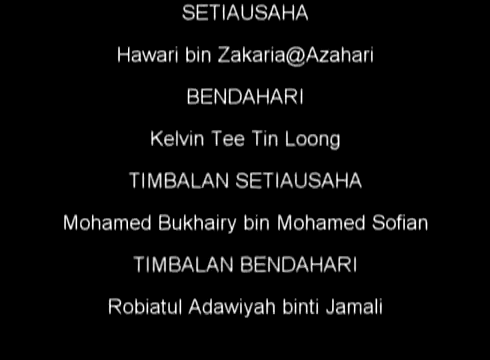 SETIAUSAHA
Hawari bin Zakaria@Azahari
BENDAHARI
Kelvin Tee Tin Loong
TIMBALAN SETIAUSAHA
Mohamed Bukhairy bin Mohamed Sofian
TIMBALAN BENDAHARI
Robiatul Adawiyah binti Jamali